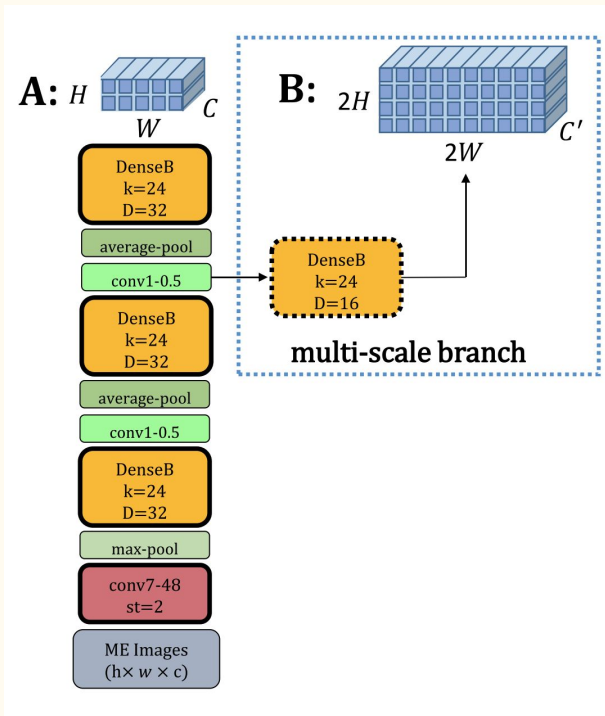 A:
H
W
C
DenseB
k=24
D=32
average-pool
conv1-0.5
DenseB
k=24
D=32
average-pool
conv1-0.5
DenseB
k=24
D=32
max-pool
conv7-48
st=2
ME Images
(h× w × c)
B:
2H
2W
C′
DenseB
k=24
D=16
multi-scale branch